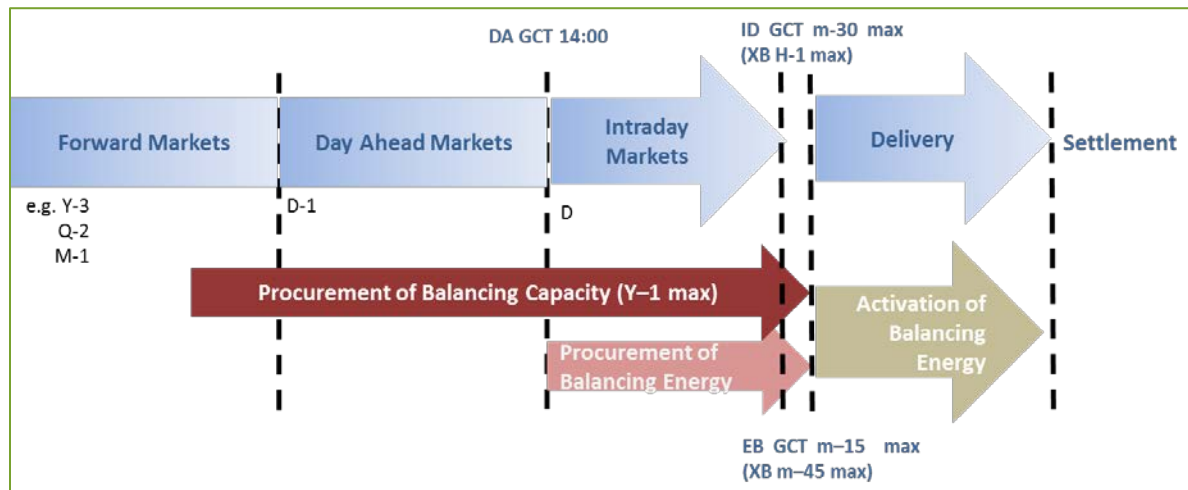 DA GCT 14:00
ID GCT m-30 max
(XB H-1 max)
Forward Markets
Day Ahead Markets
Intraday
Markets
Delivery
Settlement
e.g. Y-3
Q-2
M-1
D-1
D
Procurement of Balancing Capacity (Y–1 max)
Procurement of
Balancing Energy
Activation of
Balancing
Energy
EB GCT m–15 max
(XB m–45 max)